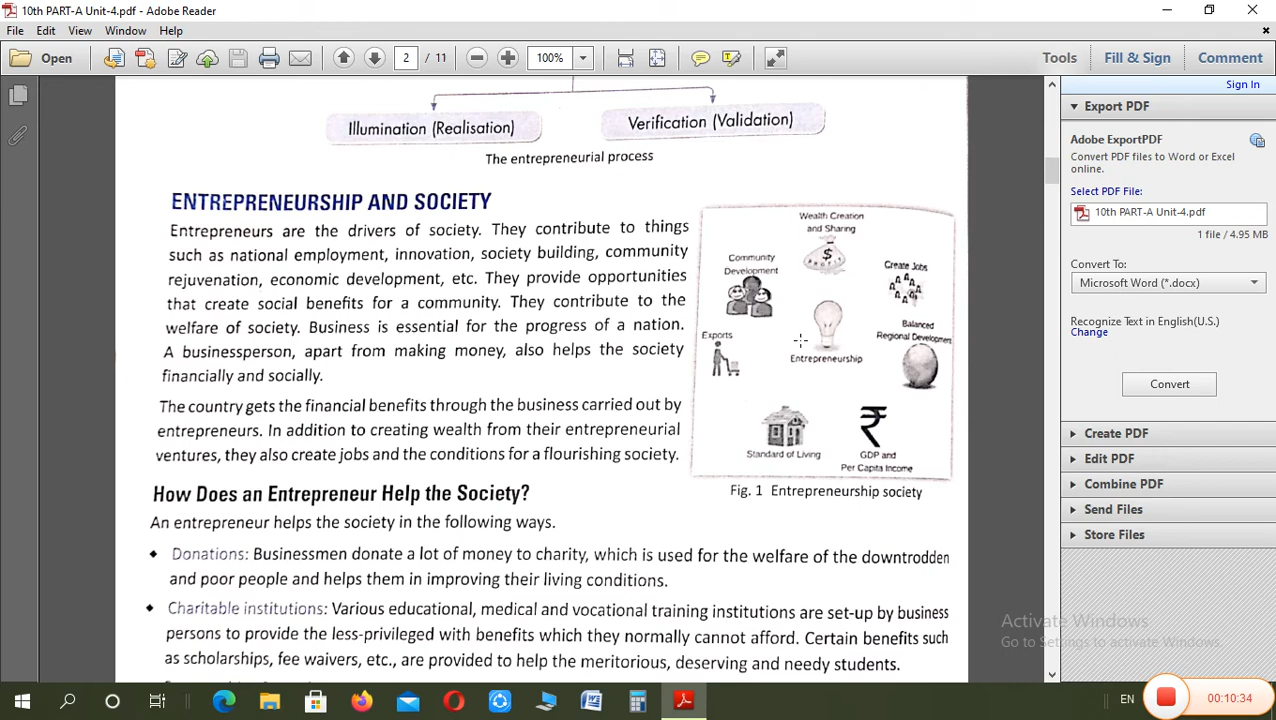 10th PART-A Unit-4.pdf - Adobe Reader
File Edit View Window Help
Open 2 / 11 100% Tools Fill & Sign Comment
Sign In
Illumination (Realisation) Verification (Validation)
The entrepreneurial process
ENTREPRENEURSHIP AND SOCIETY
Entrepreneurs are the drivers of society. They contribute to things
such as national employment, innovation, society building, community
rejuvenation, economic development, etc. They provide opportunities
that create social benefits for a community. They contribute to the
welfare of society. Business is essential for the progress of a nation.
A businessperson, apart from making money, also helps the society
financially and socially.
The country gets the financial benefits through the business carried out by
entrepreneurs. In addition to creating wealth from their entrepreneurial
ventures, they also create jobs and the conditions for a flourishing society.
Wealth Creation
and Sharing
$
PROFIT
Community
Development
Create Jobs
Balanced
Regional Development
Exports
Entrepreneurship
₹
Standard of Living
GDP and
Per Capita Income
Fig. 1 Entrepreneurship society
How Does an Entrepreneur Help the Society?
An entrepreneur helps the society in the following ways.
♦ Donations: Businessmen donate a lot of money to charity, which is used for the welfare of the downtrodden
and poor people and helps them in improving their living conditions.
♦ Charitable institutions: Various educational, medical and vocational training institutions are set-up by business
persons to provide the less-privileged with benefits which they normally cannot afford. Certain benefits such
as scholarships, fee waivers, etc., are provided to help the meritorious, deserving and needy students.
Export PDF
Adobe ExportPDF
Convert PDF files to Word or Excel
online.
Select PDF File:
10th PART-A Unit-4.pdf
1 file / 4.95 MB
Convert To:
Microsoft Word (*.docx)
Recognize Text in English(U.S.)
Change
Convert
Create PDF
Edit PDF
Combine PDF
Send Files
Store Files
Activate Windows
Go to Settings to activate Windows.
EN
00:10:34